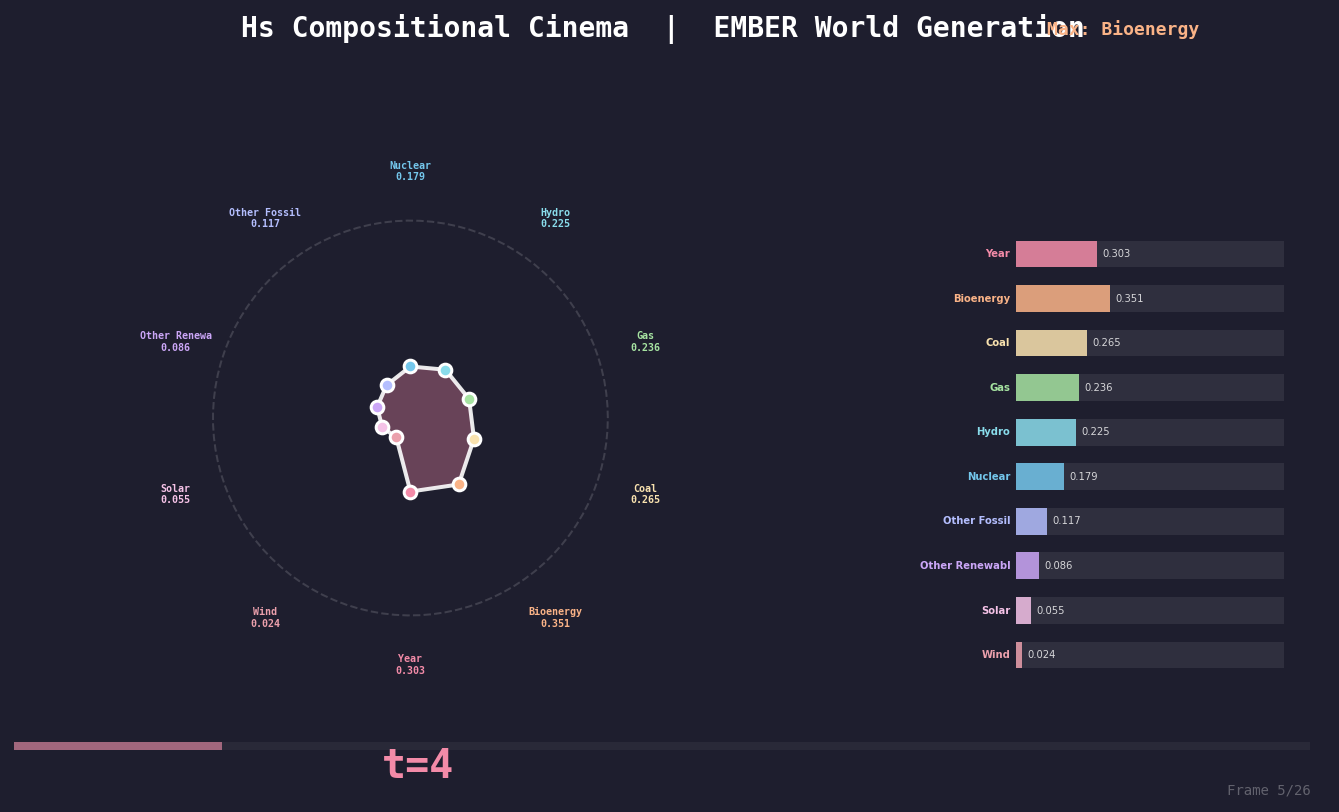 Hs Compositional Cinema  |  EMBER World Generation
Max: Bioenergy
Nuclear
0.179
Other Fossil
0.117
Hydro
0.225
Other Renewa
0.086
Gas
0.236
Solar
0.055
Coal
0.265
Wind
0.024
Bioenergy
0.351
Year
0.303
Year 0.303
Bioenergy 0.351
Coal 0.265
Gas 0.236
Hydro 0.225
Nuclear 0.179
Other Fossil 0.117
Other Renewabl 0.086
Solar 0.055
Wind 0.024
t=4
Frame 5/26